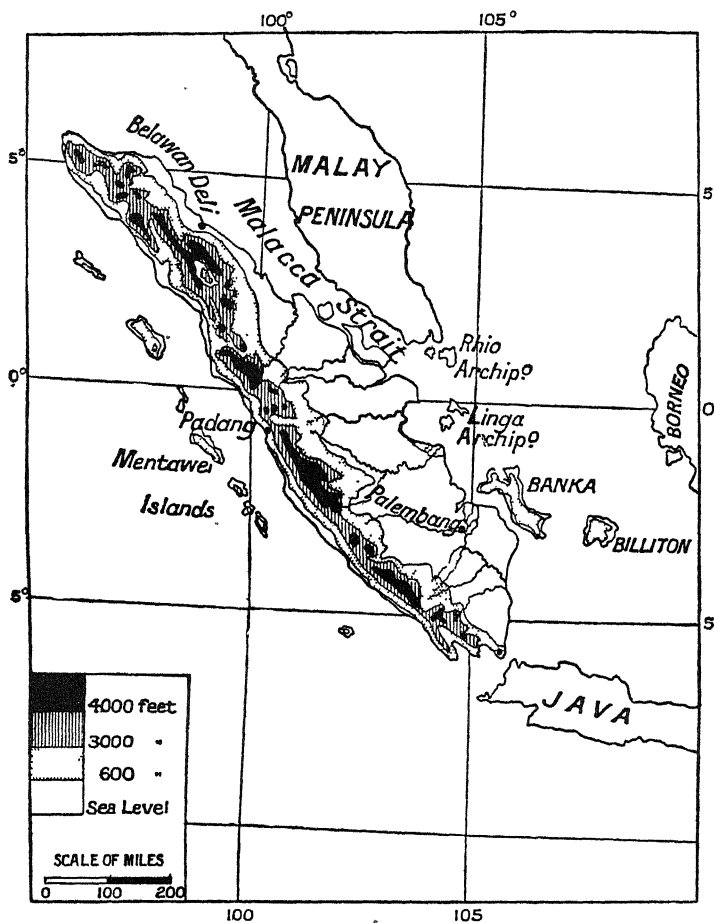 100° 105°
5°
5
Belawan Deli
MALAY
PENINSULA
Malacca Strait
Rhio
Archip?
0°
0
BORNEO
Padang
Linga
Archip?
Mentawei
Islands
Palembang
BANKA
BILLITON
5°
5
JAVA
4000 feet
3000 "
600 "
Sea Level
SCALE OF MILES
0 100 200
100 105